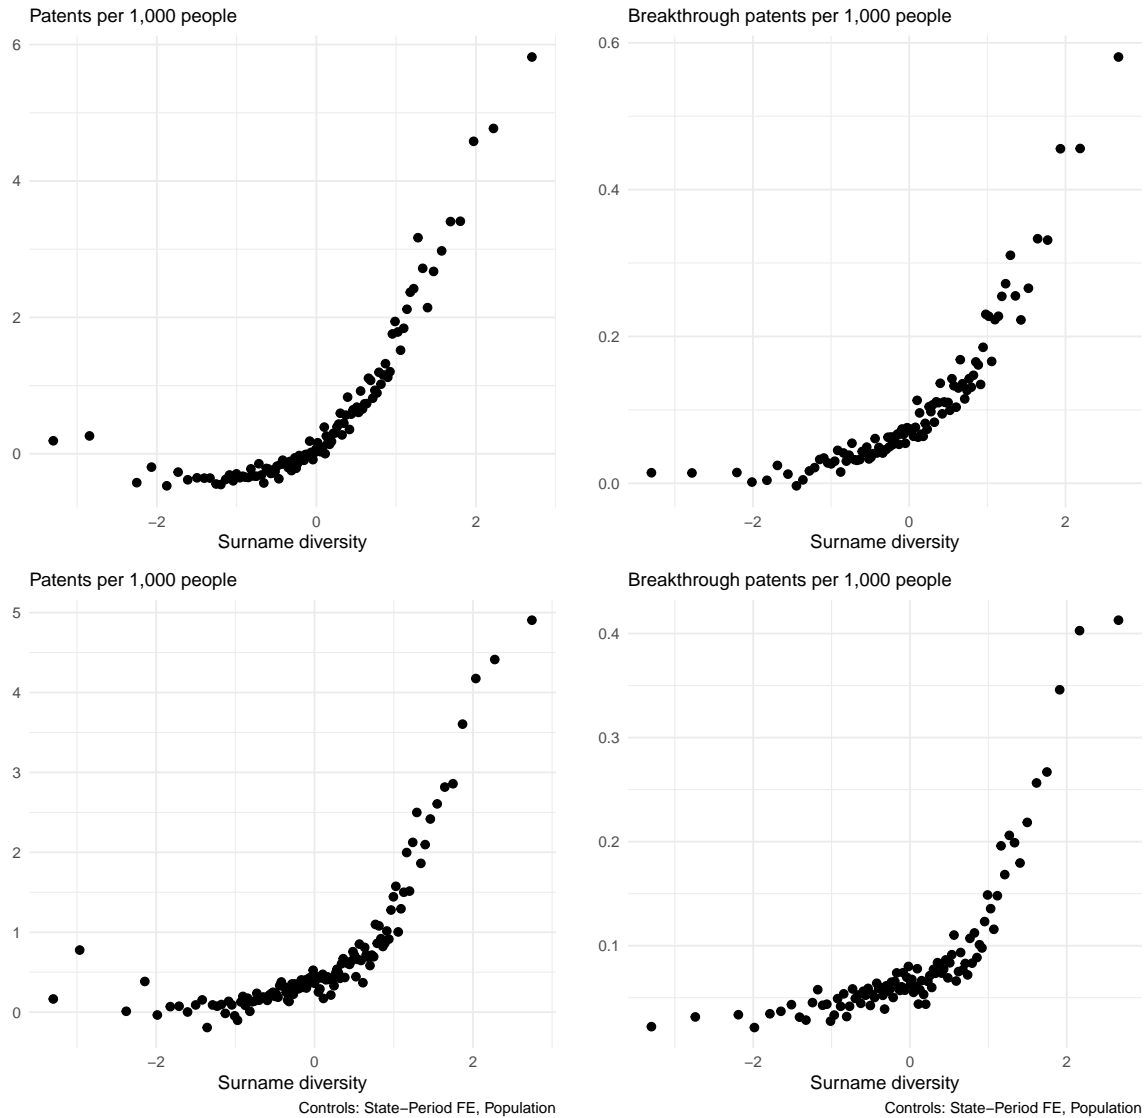 Patents per 1,000 people
6
4
2
0
−2 0 2
Surname diversity
Breakthrough patents per 1,000 people
0.6
0.4
0.2
0.0
−2 0 2
Surname diversity
Patents per 1,000 people
5
4
3
2
1
0
−2 0 2
Surname diversity
Controls: State−Period FE, Population
Breakthrough patents per 1,000 people
0.4
0.3
0.2
0.1
−2 0 2
Surname diversity
Controls: State−Period FE, Population